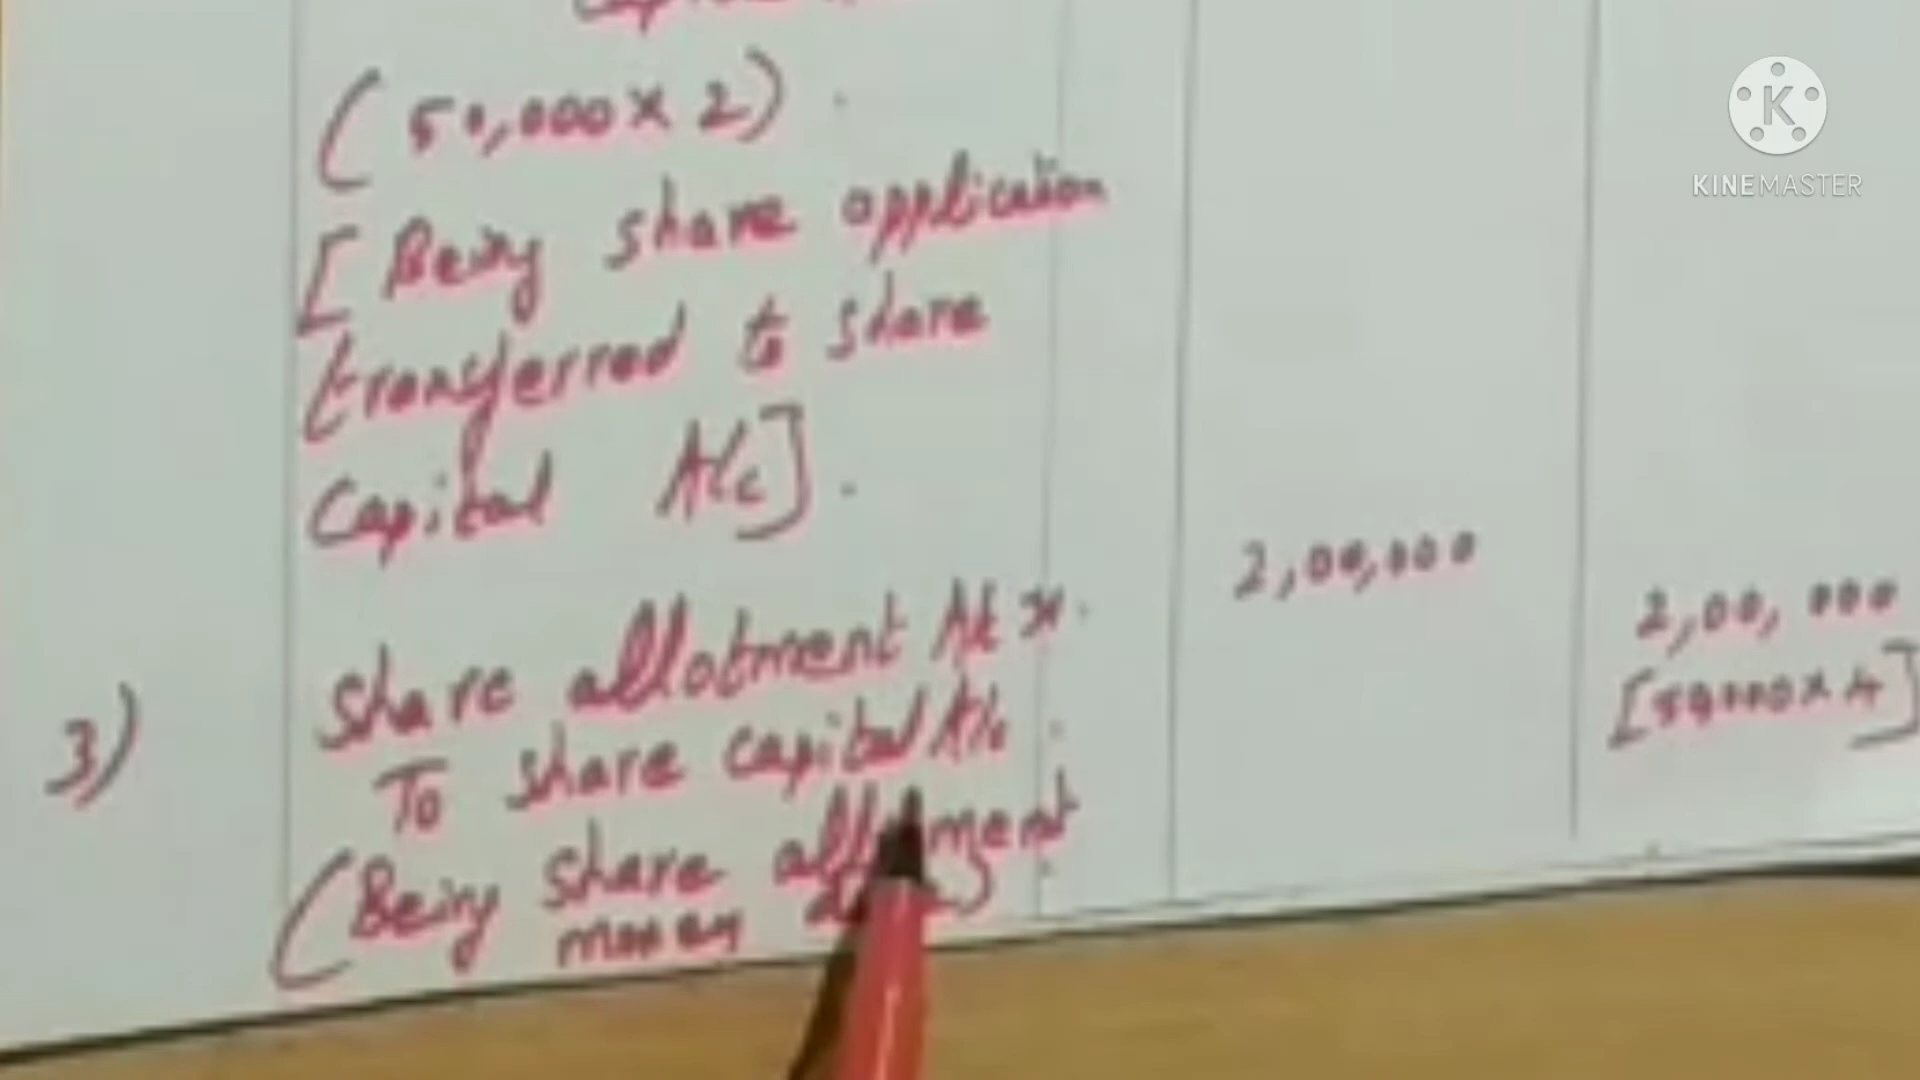 (50,000 x 2).
[Being share application
transferred to share
capital A/c].
2,00,000
3) Share allotment A/c
To share capital A/c.
2,00,000
[50000 x 4]
(Being share allotment
money
KINEMASTER